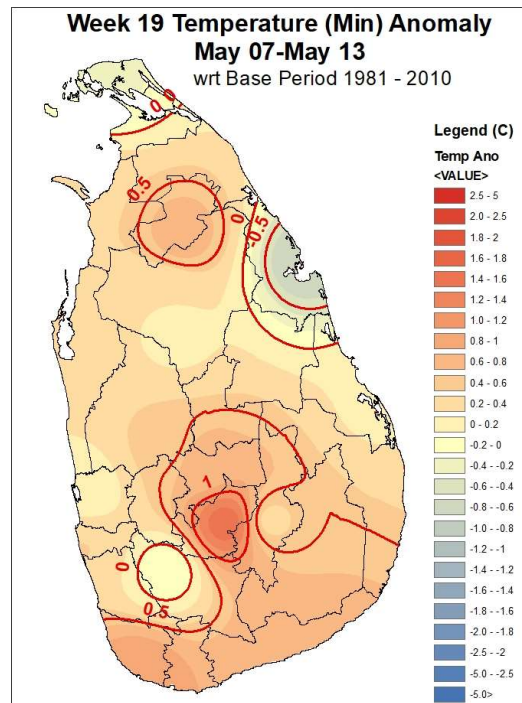 Week 19 Temperature (Min) Anomaly
May 07-May 13
wrt Base Period 1981 - 2010
Legend (C)
Temp Ano
<VALUE>
2.5 - 5
2.0 - 2.5
1.8 - 2
1.6 - 1.8
1.4 - 1.6
1.2 - 1.4
1.0 - 1.2
0.8 - 1
0.6 - 0.8
0.4 - 0.6
0.2 - 0.4
0 - 0.2
-0.2 - 0
-0.4 - -0.2
-0.6 - -0.4
-0.8 - -0.6
-1.0 - -0.8
-1.2 - -1
-1.4 - -1.2
-1.6 - -1.4
-1.8 - -1.6
-2.0 - -1.8
-2.5 - -2
-5.0 - -2.5
-5.0>
0.5
0
-0.5
1
0
0.5